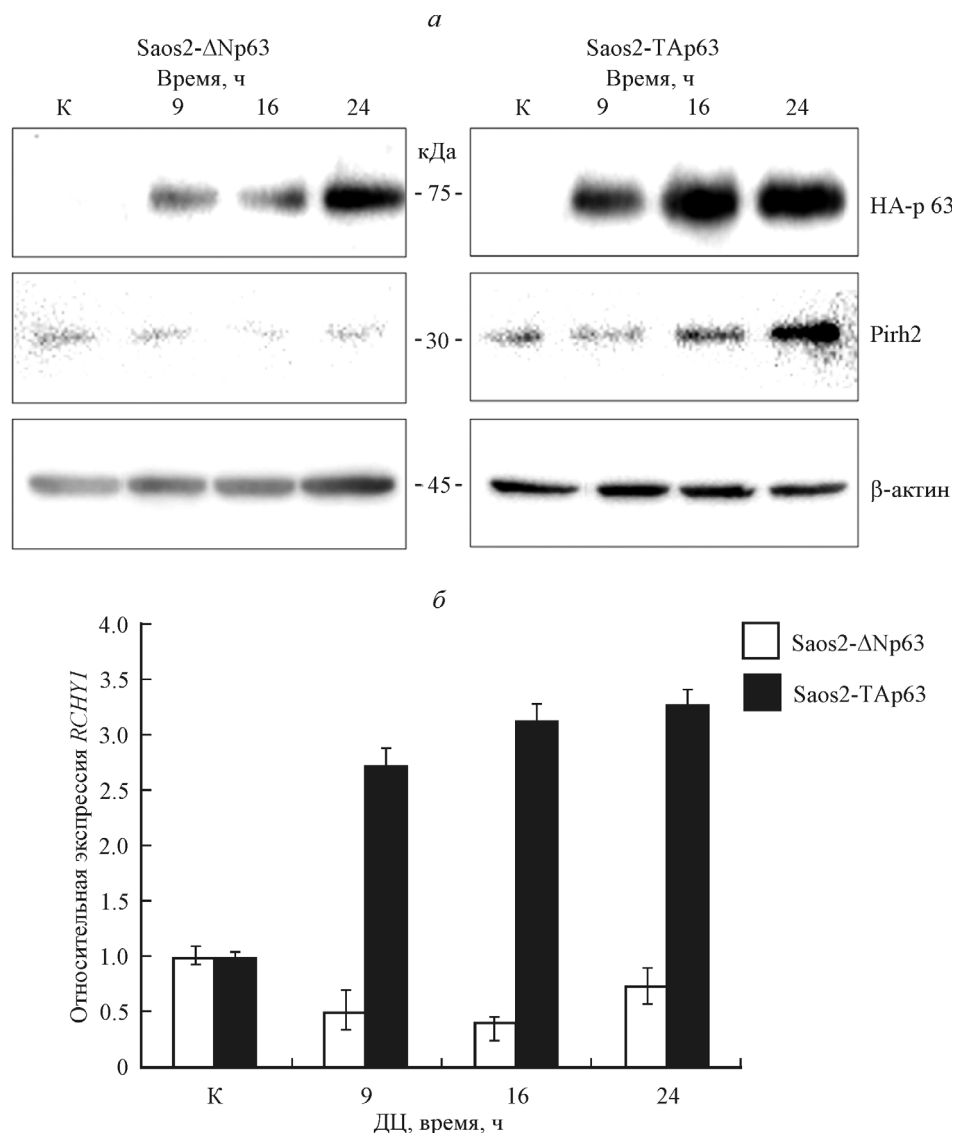 а
Saos2-ΔNp63 Saos2-TAp63
Время, ч Время, ч
К 9 16 24 К 9 16 24
кДа
-75- HA-p 63
-30- Pirh2
-45- β-актин
б
4.0
3.5
3.0
2.5
2.0
1.5
1.0
0.5
0
Относительная экспрессия RCHY1
Saos2-ΔNp63
Saos2-TAp63
К 9 16 24
ДЦ, время, ч